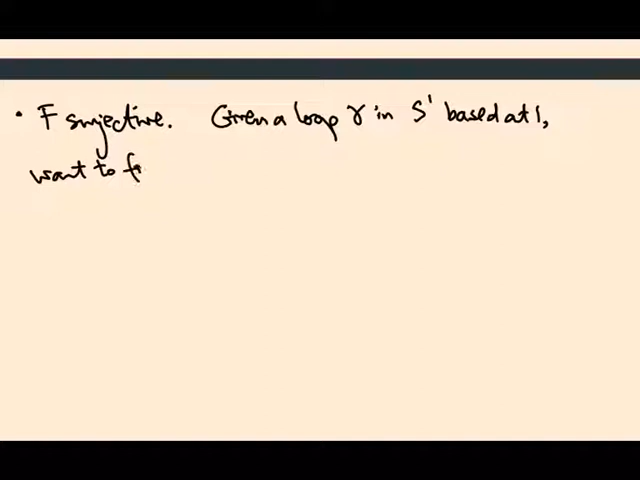 • F surjective. Given a loop γ in S¹ based at 1,
want to